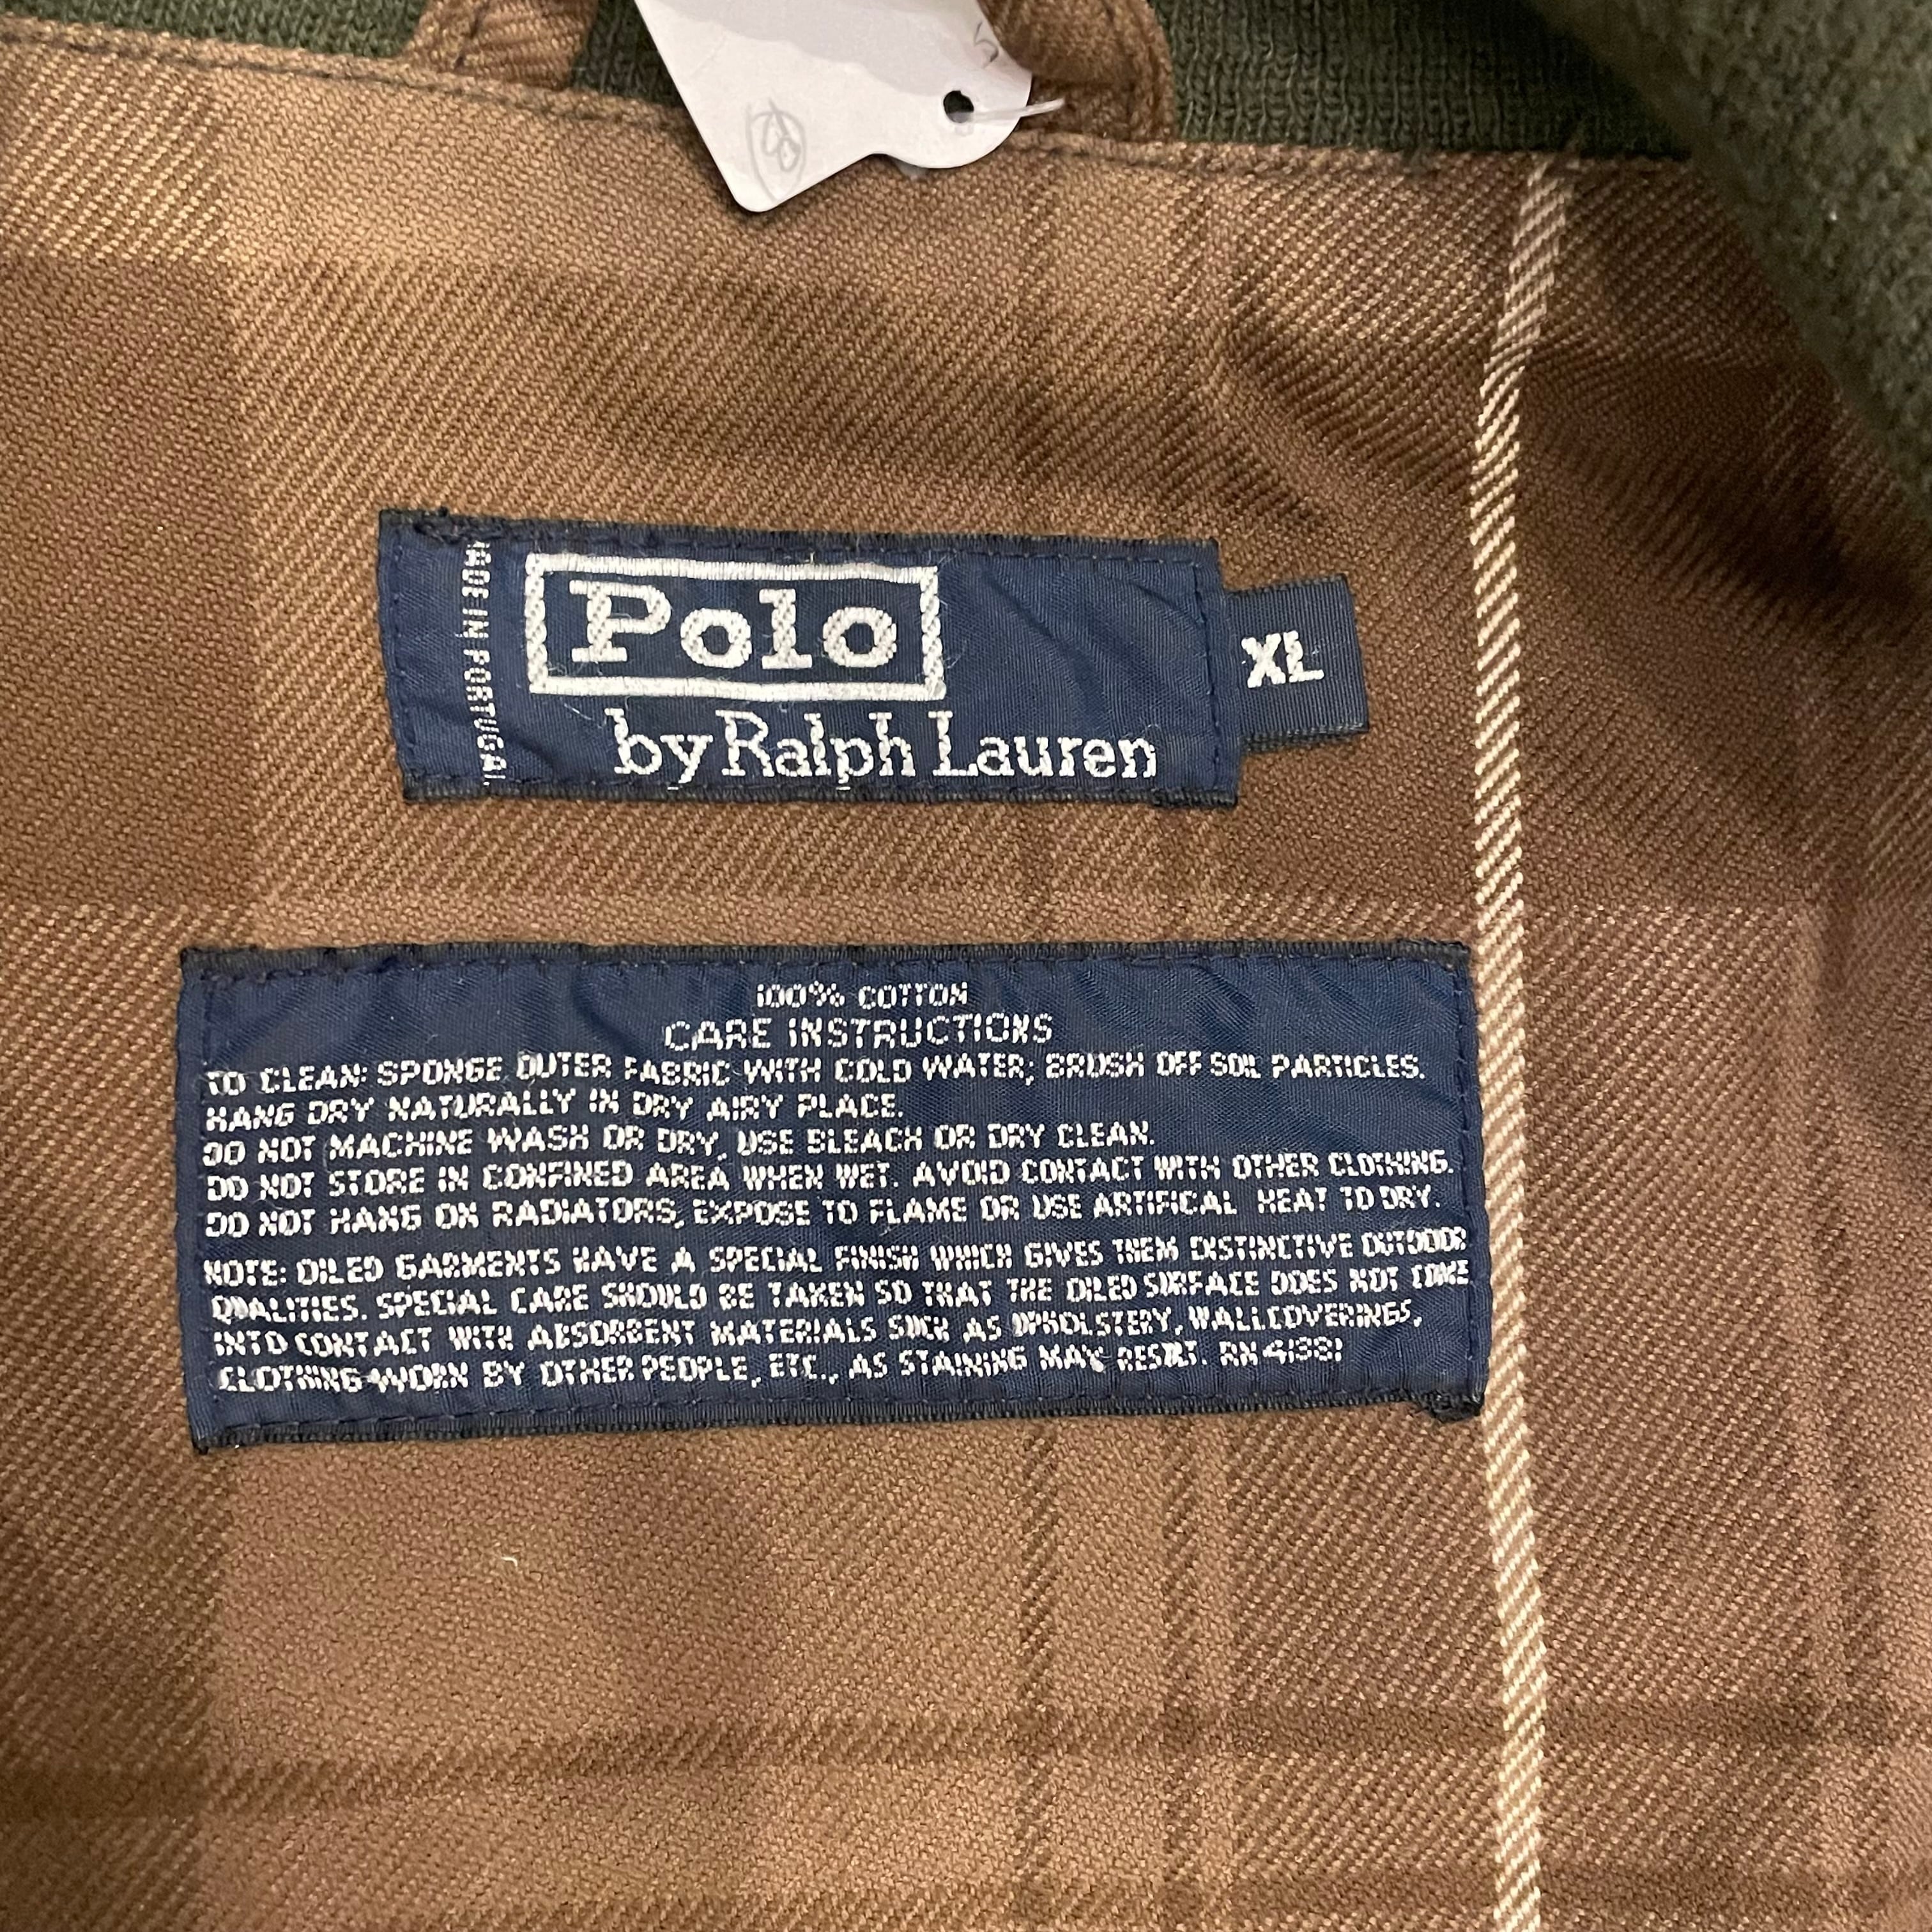 MADE IN PORTUGAL
Polo
by Ralph Lauren
XL
100% COTTON
CARE INSTRUCTIONS
TO CLEAN: SPONGE OUTER FABRIC WITH COLD WATER; BRUSH OFF SOIL PARTICLES.
HANG DRY NATURALLY IN DRY AIRY PLACE.
DO NOT MACHINE WASH OR DRY, USE BLEACH OR DRY CLEAN.
DO NOT STORE IN CONFINED AREA WHEN WET. AVOID CONTACT WITH OTHER CLOTHING.
DO NOT HANG ON RADIATORS, EXPOSE TO FLAME OR USE ARTIFICAL HEAT TO DRY.
NOTE: OILED GARMENTS HAVE A SPECIAL FINISH WHICH GIVES THEM DISTINCTIVE OUTDOOR
QUALITIES. SPECIAL CARE SHOULD BE TAKEN SO THAT THE OILED SURFACE DOES NOT COME
INTO CONTACT WITH ABSORBENT MATERIALS SUCH AS UPHOLSTERY, WALLCOVERINGS,
CLOTHING WORN BY OTHER PEOPLE, ETC., AS STAINING MAY RESULT. RN 41381